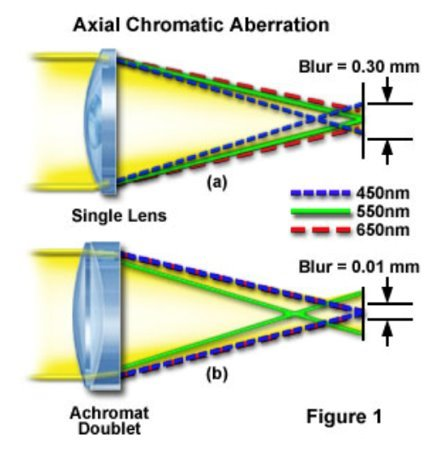 Axial Chromatic Aberration
Blur = 0.30 mm
(a)
Single Lens
450nm
550nm
650nm
Blur = 0.01 mm
(b)
Achromat
Doublet
Figure 1